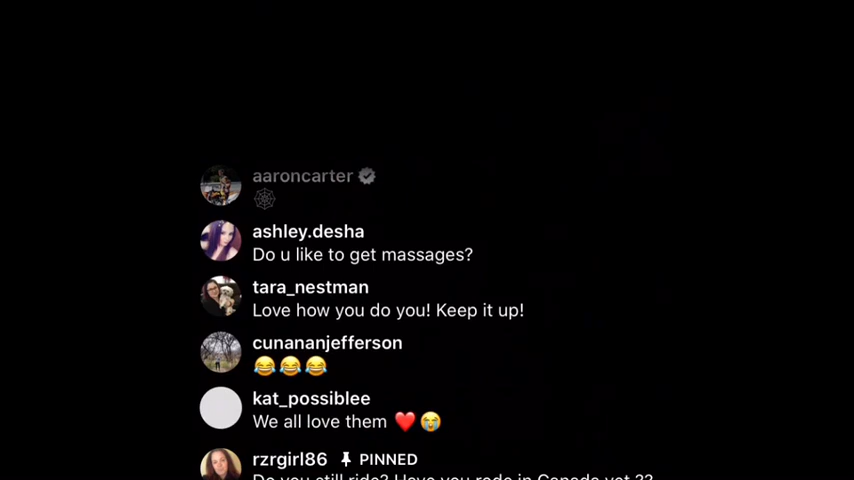 aaroncarter
🕸
ashley.desha
Do u like to get massages?
tara_nestman
Love how you do you! Keep it up!
cunananjefferson
😂😂😂
kat_possiblee
We all love them ❤️😭
rzrgirl86 📌 PINNED
Do you still ride? Have you rode in Canada yet ??